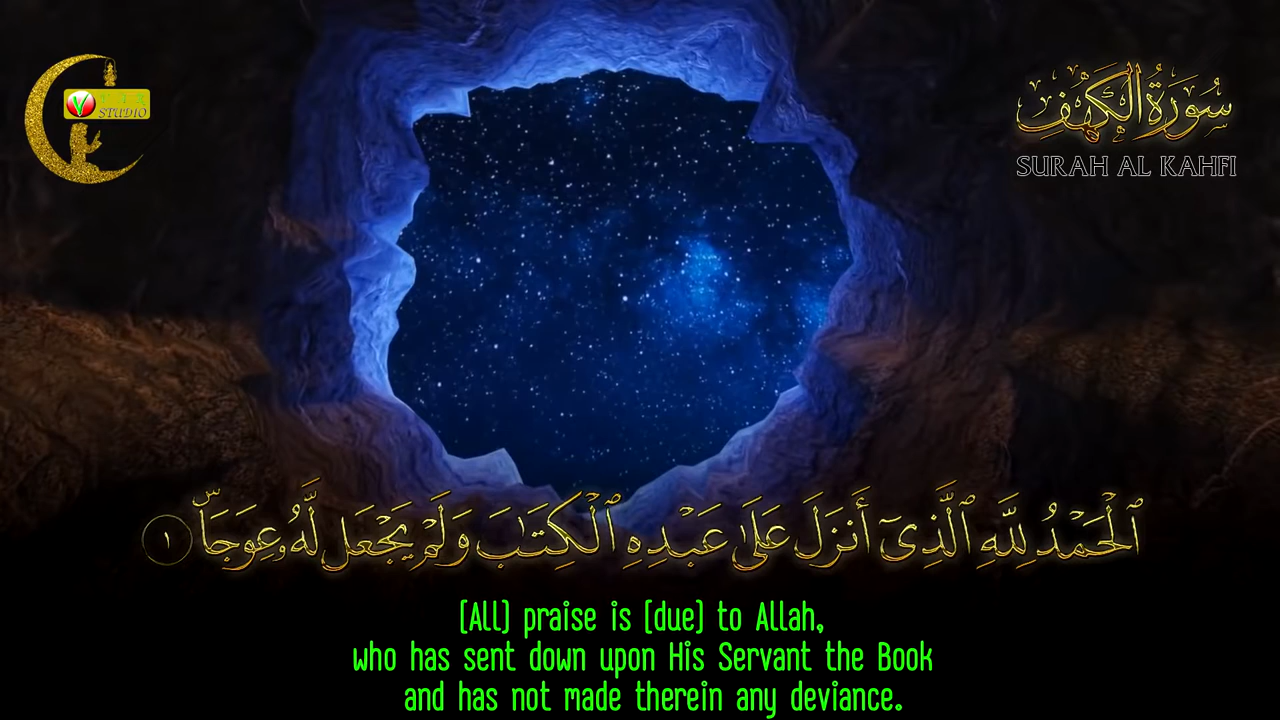 V STUDIO
سُورَةُ الْكَهْفِ
SURAH AL KAHFI
ٱلْحَمْدُ لِلَّهِ ٱلَّذِىٓ أَنزَلَ عَلَىٰ عَبْدِهِ ٱلْكِتَـٰبَ وَلَمْ يَجْعَل لَّهُۥ عِوَجَاۜ ١
(All) praise is (due) to Allah,
who has sent down upon His Servant the Book
and has not made therein any deviance.